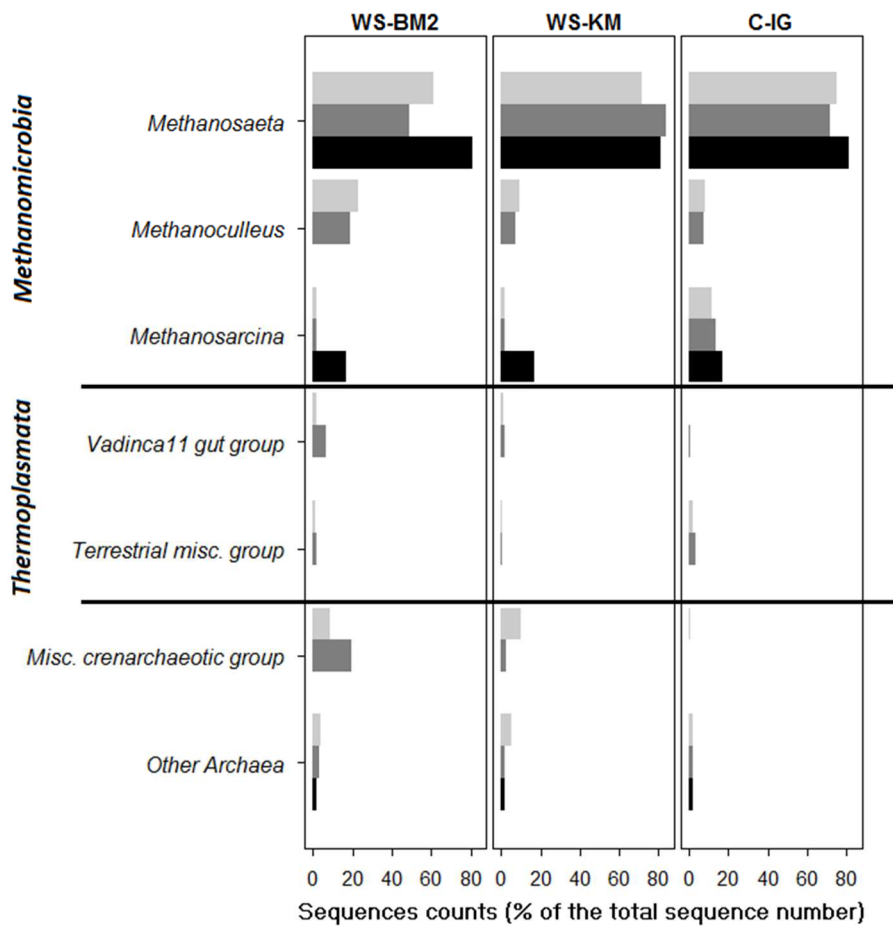 WS-BM2 WS-KM C-IG
Methanomicrobia
Methanosaeta
Methanoculleus
Methanosarcina
Thermoplasmata
Vadinca11 gut group
Terrestrial misc. group
Misc. crenarchaeotic group
Other Archaea
0 20 40 60 80 0 20 40 60 80 0 20 40 60 80
Sequences counts (% of the total sequence number)